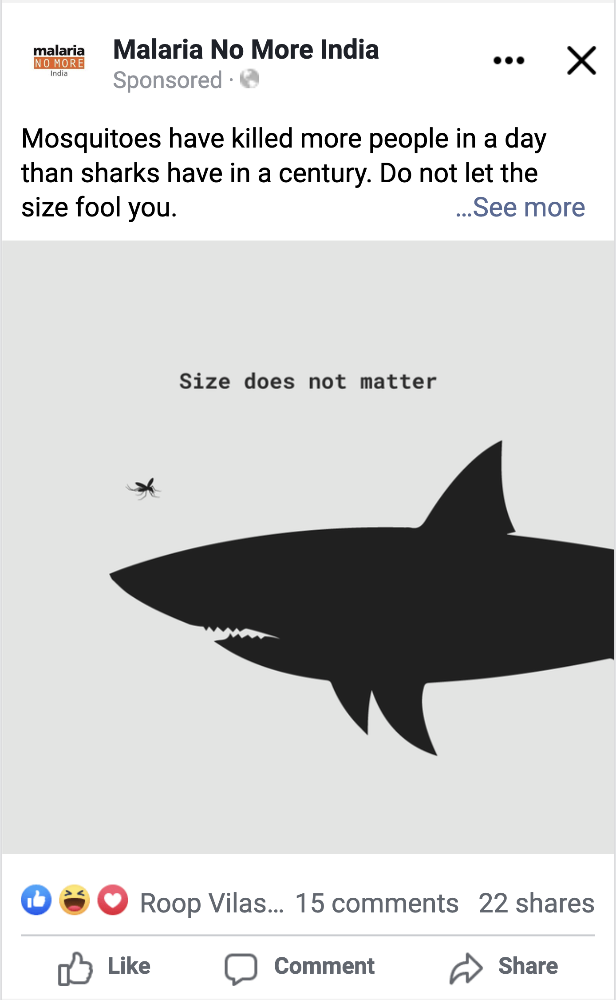 malaria
NO MORE
India
Malaria No More India
Sponsored ·
Mosquitoes have killed more people in a day
than sharks have in a century. Do not let the
size fool you. ...See more
Size does not matter
Roop Vilas... 15 comments 22 shares
Like Comment Share